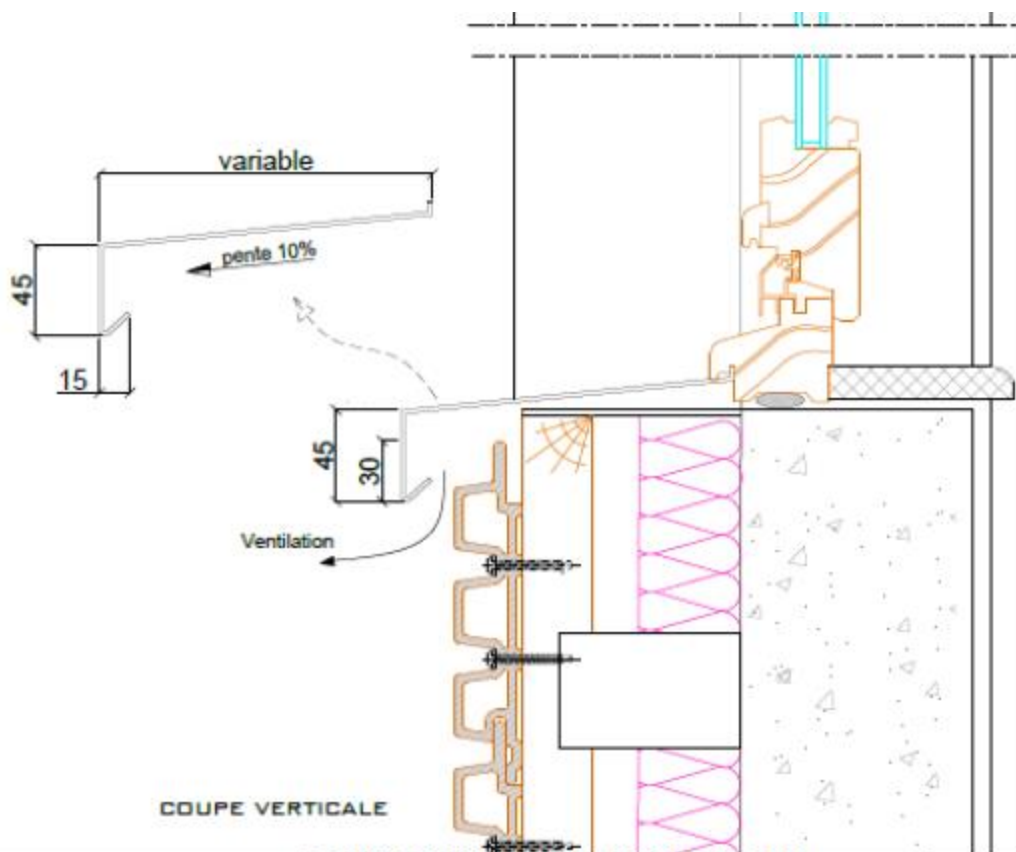 variable
pente 10%
45
15
45
30
Ventilation
COUPE VERTICALE